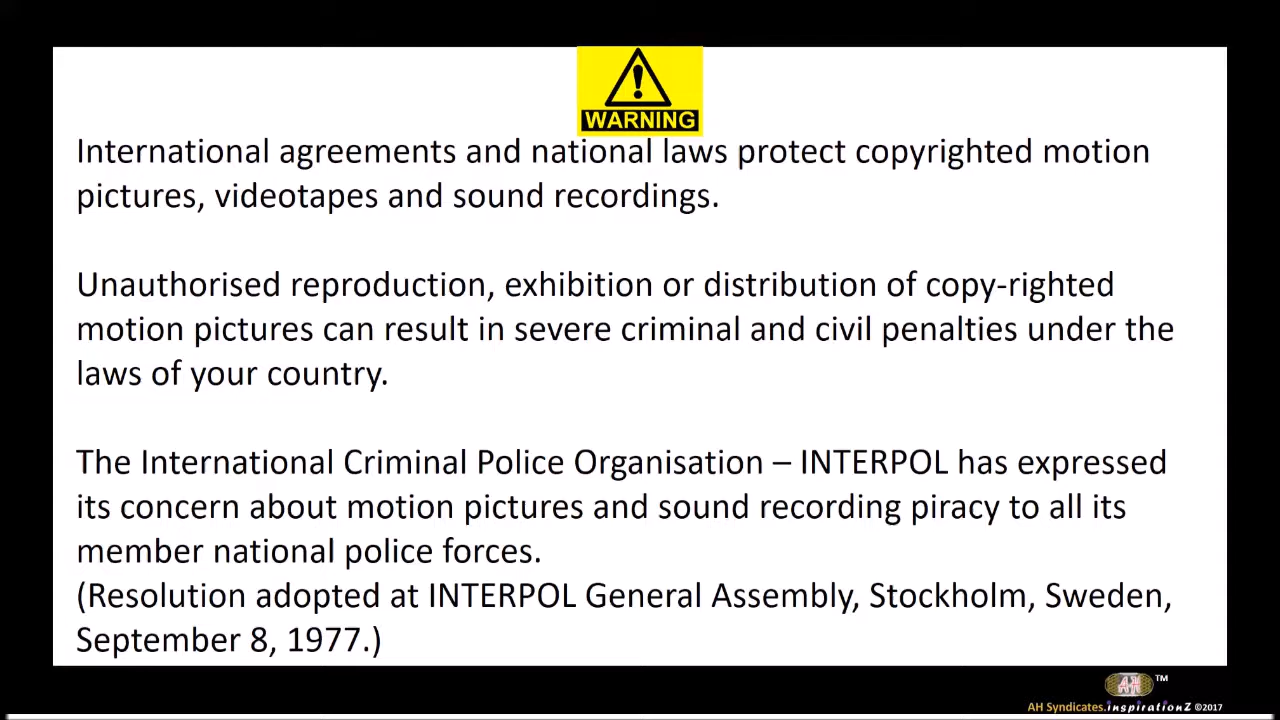 WARNING
International agreements and national laws protect copyrighted motion
pictures, videotapes and sound recordings.
Unauthorised reproduction, exhibition or distribution of copy-righted
motion pictures can result in severe criminal and civil penalties under the
laws of your country.
The International Criminal Police Organisation – INTERPOL has expressed
its concern about motion pictures and sound recording piracy to all its
member national police forces.
(Resolution adopted at INTERPOL General Assembly, Stockholm, Sweden,
September 8, 1977.)
AH ™
AH Syndicates.inspirationZ ©2017